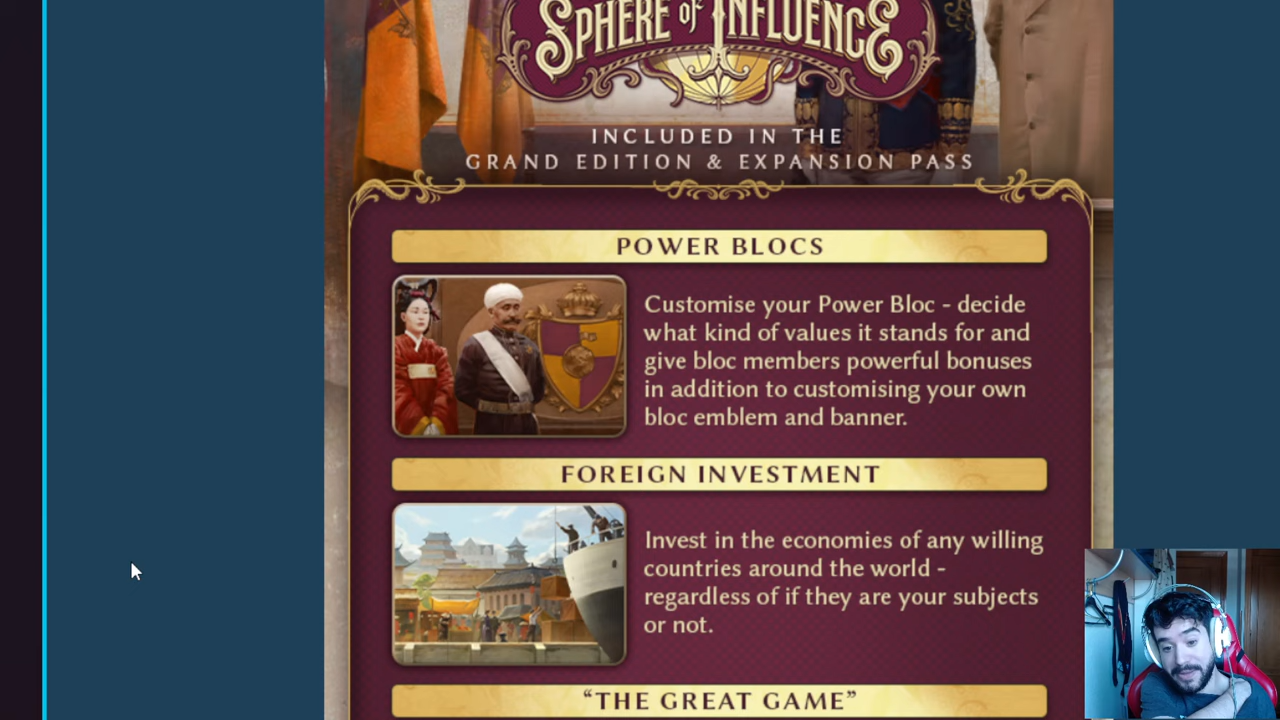 SPHERE OF INFLUENCE
INCLUDED IN THE
GRAND EDITION & EXPANSION PASS
POWER BLOCS
Customise your Power Bloc - decide
what kind of values it stands for and
give bloc members powerful bonuses
in addition to customising your own
bloc emblem and banner.
FOREIGN INVESTMENT
Invest in the economies of any willing
countries around the world -
regardless of if they are your subjects
or not.
“THE GREAT GAME”